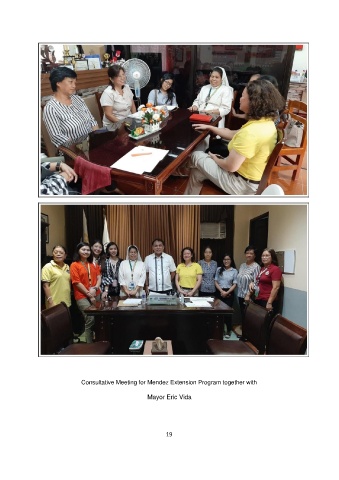 Consultative Meeting for Mendez Extension Program together with
Mayor Eric Vida
19